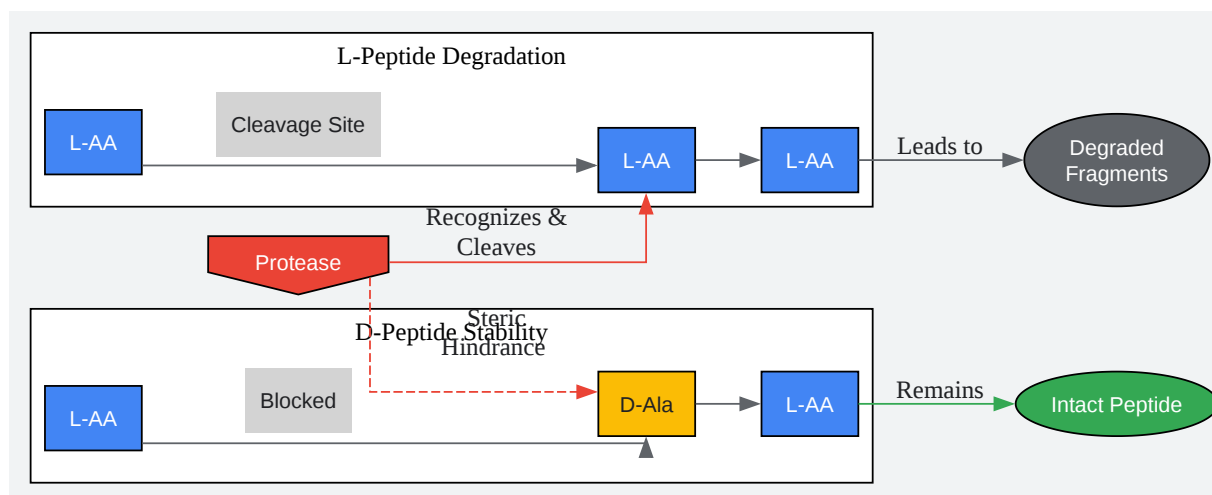 L-Peptide Degradation
L-AA
Cleavage Site
L-AA
L-AA
Leads to
Degraded
Fragments
Recognizes &
Cleaves
Protease
D-Peptide Stability
Steric
Hindrance
L-AA
Blocked
D-Ala
L-AA
Remains
Intact Peptide